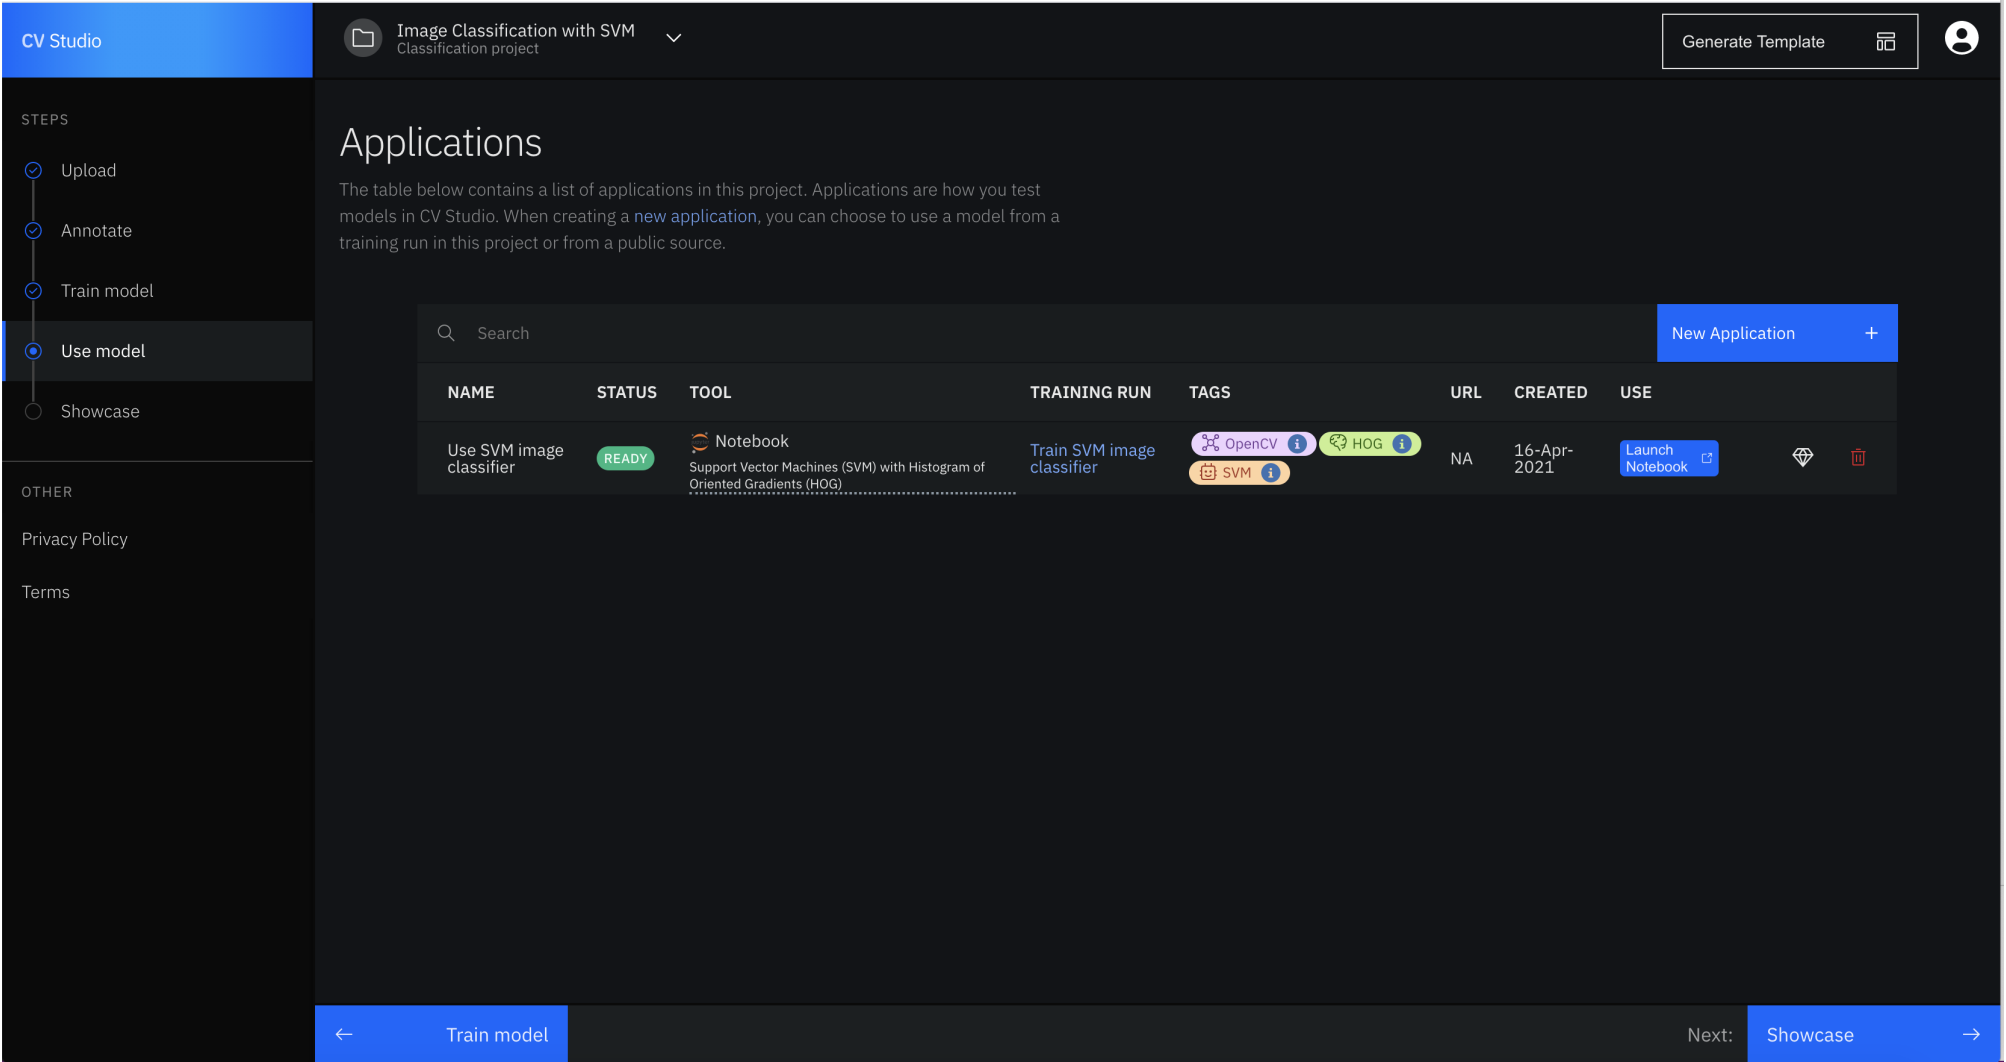 CV Studio
Image Classification with SVM
Classification project
Generate Template
STEPS
Upload
Annotate
Train model
Use model
Showcase
OTHER
Privacy Policy
Terms
Applications
The table below contains a list of applications in this project. Applications are how you test
models in CV Studio. When creating a new application, you can choose to use a model from a
training run in this project or from a public source.
Search
New Application +
NAME STATUS TOOL TRAINING RUN TAGS URL CREATED USE
Use SVM image
classifier
READY
Notebook
Support Vector Machines (SVM) with Histogram of
Oriented Gradients (HOG)
Train SVM image
classifier
OpenCV i
HOG i
SVM i
NA
16-Apr-
2021
Launch
Notebook
Train model
Next:
Showcase